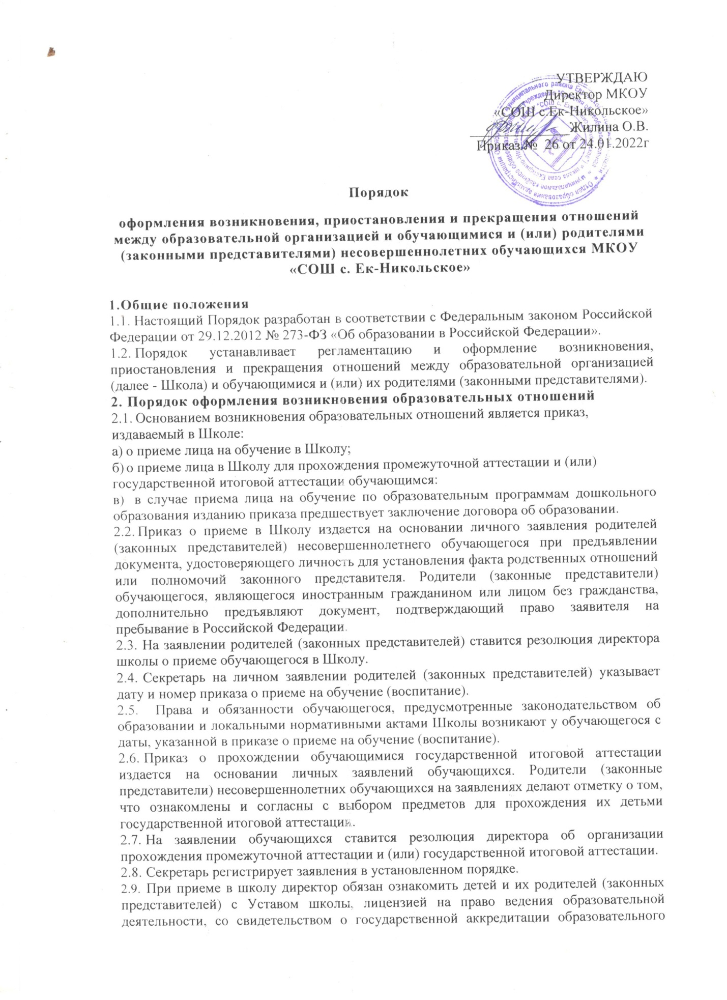 УТВЕРЖДАЮ
Директор МКОУ
«СОШ с.Ек-Никольское»
Жилина О.В.
Приказ № 26 от 24.01.2022г
Порядок
оформления возникновения, приостановления и прекращения отношений
между образовательной организацией и обучающимися и (или) родителями
(законными представителями) несовершеннолетних обучающихся МКОУ
«СОШ с. Ек-Никольское»
1.Общие положения
1.1. Настоящий Порядок разработан в соответствии с Федеральным законом Российской
Федерации от 29.12.2012 № 273-ФЗ «Об образовании в Российской Федерации».
1.2. Порядок устанавливает регламентацию и оформление возникновения,
приостановления и прекращения отношений между образовательной организацией
(далее - Школа) и обучающимися и (или) их родителями (законными представителями).
2. Порядок оформления возникновения образовательных отношений
2.1. Основанием возникновения образовательных отношений является приказ,
издаваемый в Школе:
а) о приеме лица на обучение в Школу;
б) о приеме лица в Школу для прохождения промежуточной аттестации и (или)
государственной итоговой аттестации обучающимся:
в) в случае приема лица на обучение по образовательным программам дошкольного
образования изданию приказа предшествует заключение договора об образовании.
2.2. Приказ о приеме в Школу издается на основании личного заявления родителей
(законных представителей) несовершеннолетнего обучающегося при предъявлении
документа, удостоверяющего личность для установления факта родственных отношений
или полномочий законного представителя. Родители (законные представители)
обучающегося, являющегося иностранным гражданином или лицом без гражданства,
дополнительно предъявляют документ, подтверждающий право заявителя на
пребывание в Российской Федерации.
2.3. На заявлении родителей (законных представителей) ставится резолюция директора
школы о приеме обучающегося в Школу.
2.4. Секретарь на личном заявлении родителей (законных представителей) указывает
дату и номер приказа о приеме на обучение (воспитание).
2.5. Права и обязанности обучающегося, предусмотренные законодательством об
образовании и локальными нормативными актами Школы возникают у обучающегося с
даты, указанной в приказе о приеме на обучение (воспитание).
2.6. Приказ о прохождении обучающимися государственной итоговой аттестации
издается на основании личных заявлений обучающихся. Родители (законные
представители) несовершеннолетних обучающихся на заявлениях делают отметку о том,
что ознакомлены и согласны с выбором предметов для прохождения их детьми
государственной итоговой аттестации.
2.7. На заявлении обучающихся ставится резолюция директора об организации
прохождения промежуточной аттестации и (или) государственной итоговой аттестации.
2.8. Секретарь регистрирует заявления в установленном порядке.
2.9. При приеме в школу директор обязан ознакомить детей и их родителей (законных
представителей) с Уставом школы, лицензией на право ведения образовательной
деятельности, со свидетельством о государственной аккредитации образовательного